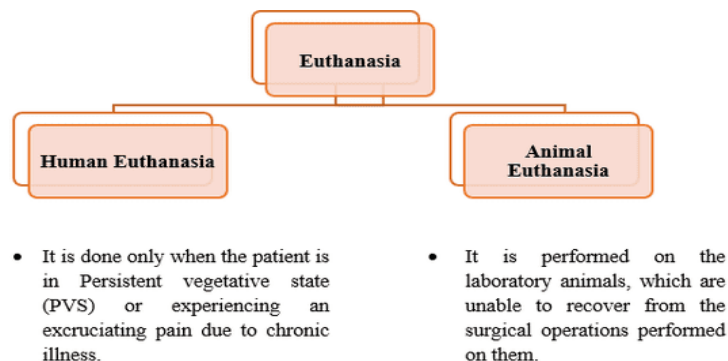 Euthanasia
Human Euthanasia
Animal
Euthanasia
• It is done only when the patient is
in Persistent vegetative state
(PVS) or experiencing an
excruciating pain due to chronic
illness.
• It is performed on the
laboratory animals, which are
unable to recover from the
surgical operations performed
on them.